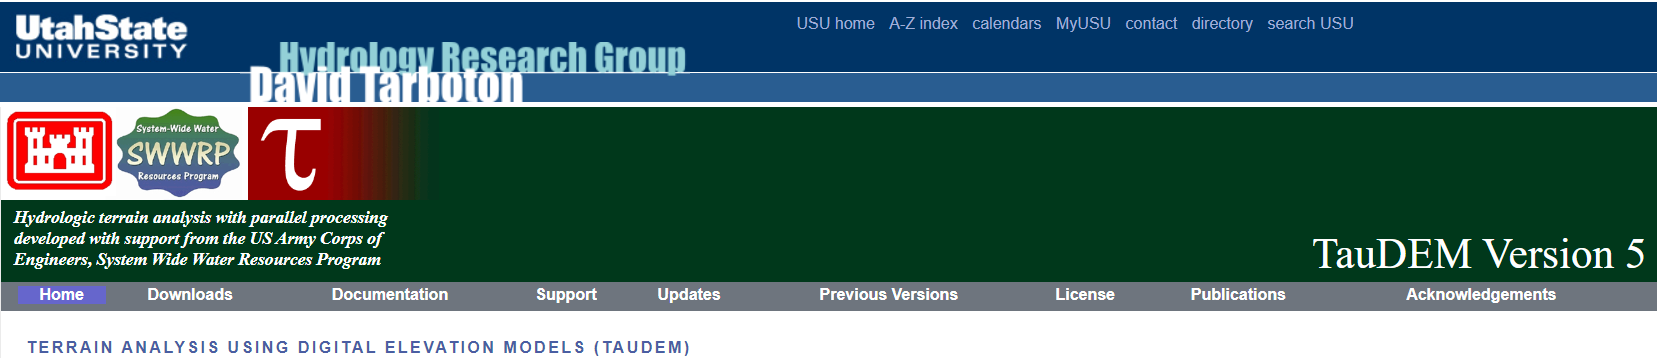 UtahState
UNIVERSITY
USU home A-Z index calendars MyUSU contact directory search USU
Hydrology Research Group
David Tarboton
System-Wide Water
SWWRP
Resources Program
τ
Hydrologic terrain analysis with parallel processing
developed with support from the US Army Corps of
Engineers, System Wide Water Resources Program
TauDEM Version 5
Home Downloads Documentation Support Updates Previous Versions License Publications Acknowledgements
TERRAIN ANALYSIS USING DIGITAL ELEVATION MODELS (TAUDEM)